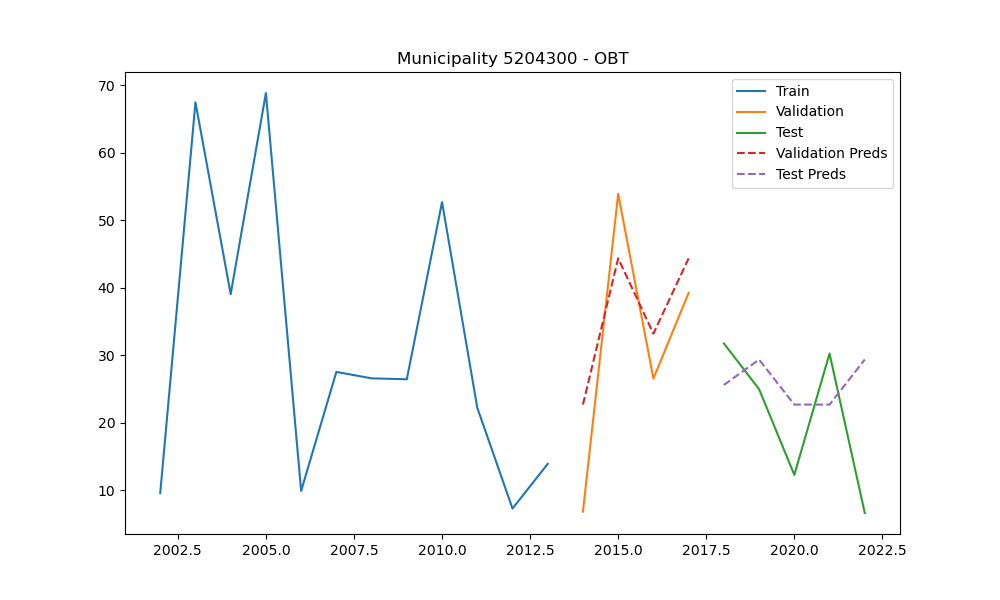 Municipality 5204300 - OBT
70
60
50
40
30
20
10
Train
Validation
Test
Validation Preds
Test Preds
2002.5 2005.0 2007.5 2010.0 2012.5 2015.0 2017.5 2020.0 2022.5